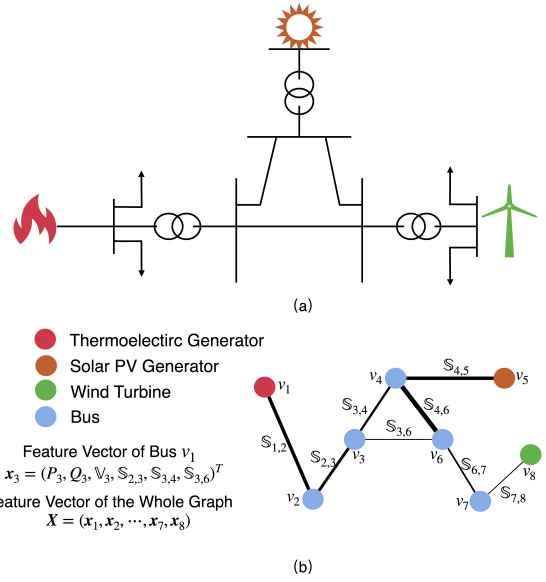 (a)
Thermoelectirc Generator
Solar PV Generator
Wind Turbine
Bus
Feature Vector of Bus v₁
x₃ = (P₃, Q₃, 𝕍₃, 𝕊₂,₃, 𝕊₃,₄, 𝕊₃,₆)ᵀ
eature Vector of the Whole Graph
X = (x₁, x₂, ⋯, x₇, x₈)
v₁
v₄
𝕊₄,₅
v₅
𝕊₃,₄
𝕊₄,₆
𝕊₁,₂
𝕊₂,₃
v₃
𝕊₃,₆
v₆
𝕊₆,₇
v₈
v₂
v₇
𝕊₇,₈
(b)